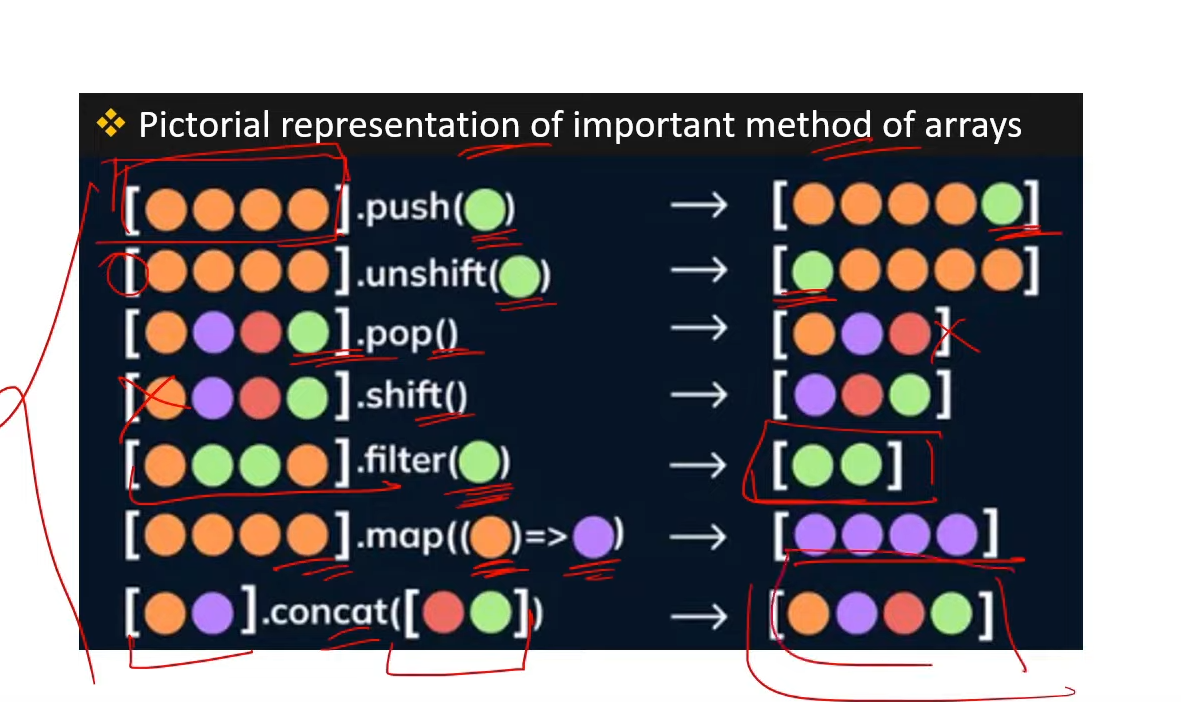 Pictorial representation of important method of arrays
[ ].push( ) → [ ]
[ ].unshift( ) → [ ]
[ ].pop() → [ ]
[ ].shift() → [ ]
[ ].filter( ) → [ ]
[ ].map(( )=> ) → [ ]
[ ].concat([ ]) → [ ]